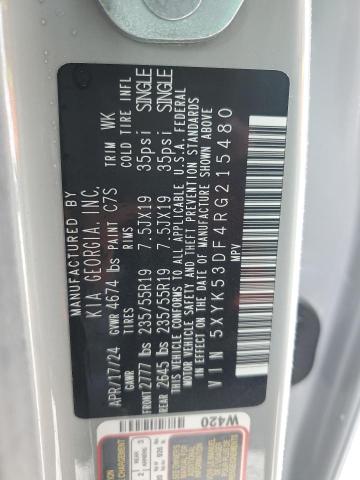 MANUFACTURED BY
KIA GEORGIA, INC.
GVWR 4674 lbs PAINT C7S TRIM WK
APR/17/24
GAWR TIRES RIMS COLD TIRE INFL
FRONT 2777 lbs 235/55R19 7.5JX19 35psi SINGLE
REAR 2645 lbs 235/55R19 7.5JX19 35psi SINGLE
THIS VEHICLE CONFORMS TO ALL APPLICABLE U.S.A. FEDERAL
MOTOR VEHICLE SAFETY AND THEFT PREVENTION STANDARDS
IN EFFECT ON THE DATE OF MANUFACTURE SHOWN ABOVE
VIN : 5XYK53DF4RG215480
MPV
W420